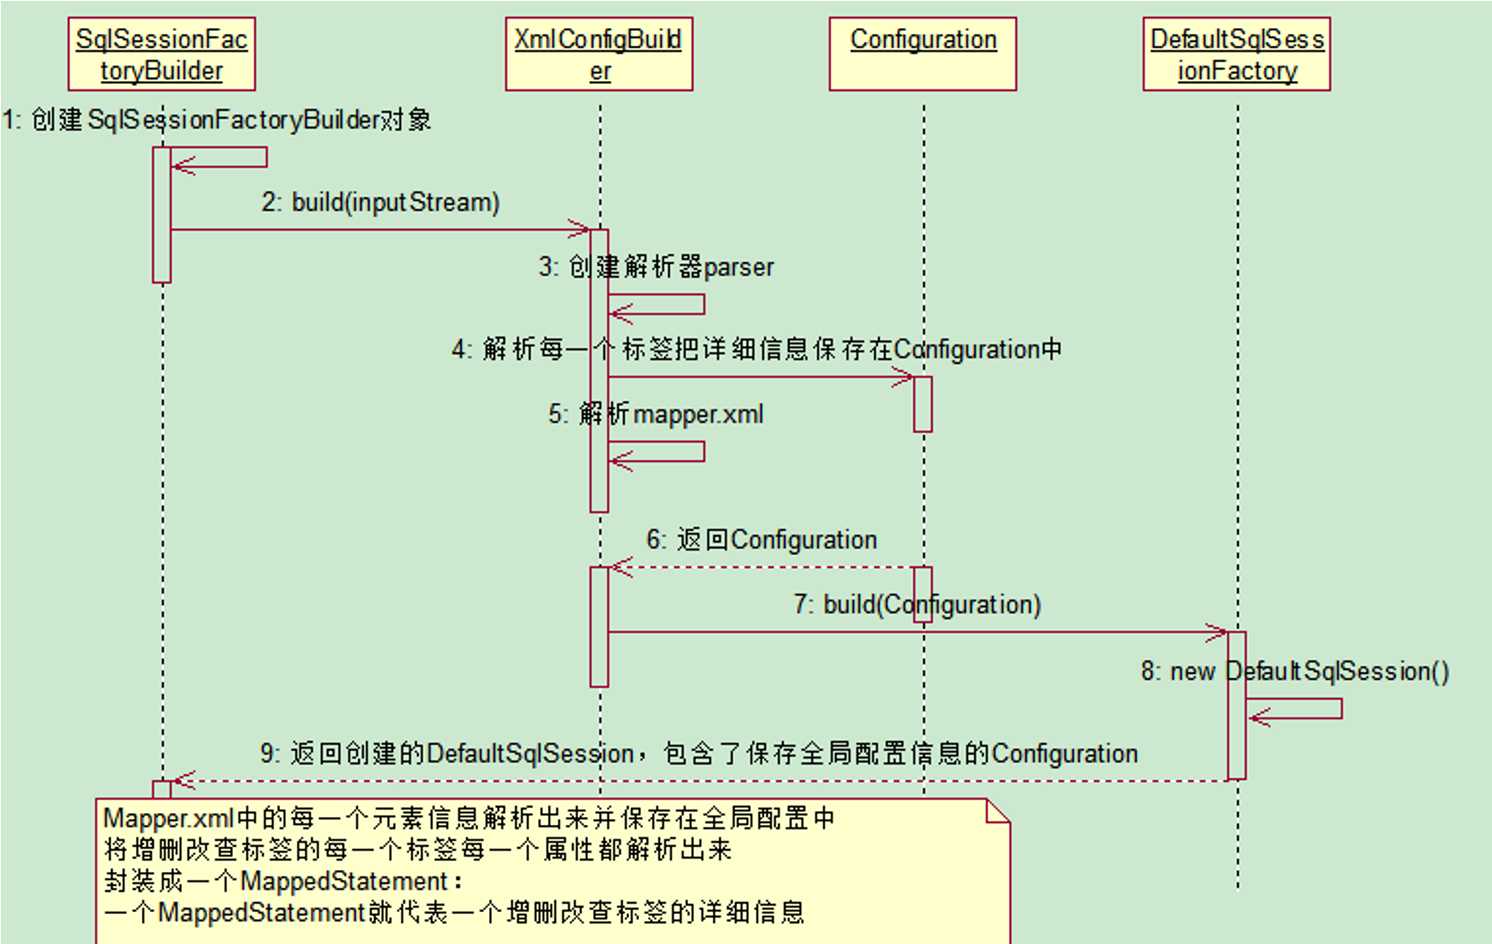 SqlSessionFac
toryBuilder
XmlConfigBuild
er
Configuration
DefaultSqlSess
ionFactory
1: 创建SqlSessionFactoryBuilder对象
2: build(inputStream)
3: 创建解析器parser
4: 解析每一个标签把详细信息保存在Configuration中
5: 解析mapper.xml
6: 返回Configuration
7: build(Configuration)
8: new DefaultSqlSession()
9: 返回创建的DefaultSqlSession，包含了保存全局配置信息的Configuration
Mapper.xml中的每一个元素信息解析出来并保存在全局配置中
将增删改查标签的每一个标签每一个属性都解析出来
封装成一个MappedStatement：
一个MappedStatement就代表一个增删改查标签的详细信息